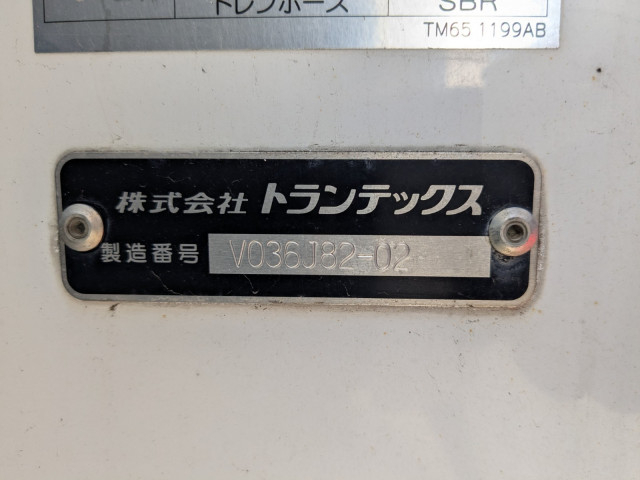 ドレンホース SBR
TM65 1199AB
株式会社 トランテックス
製造番号 V036J82-02